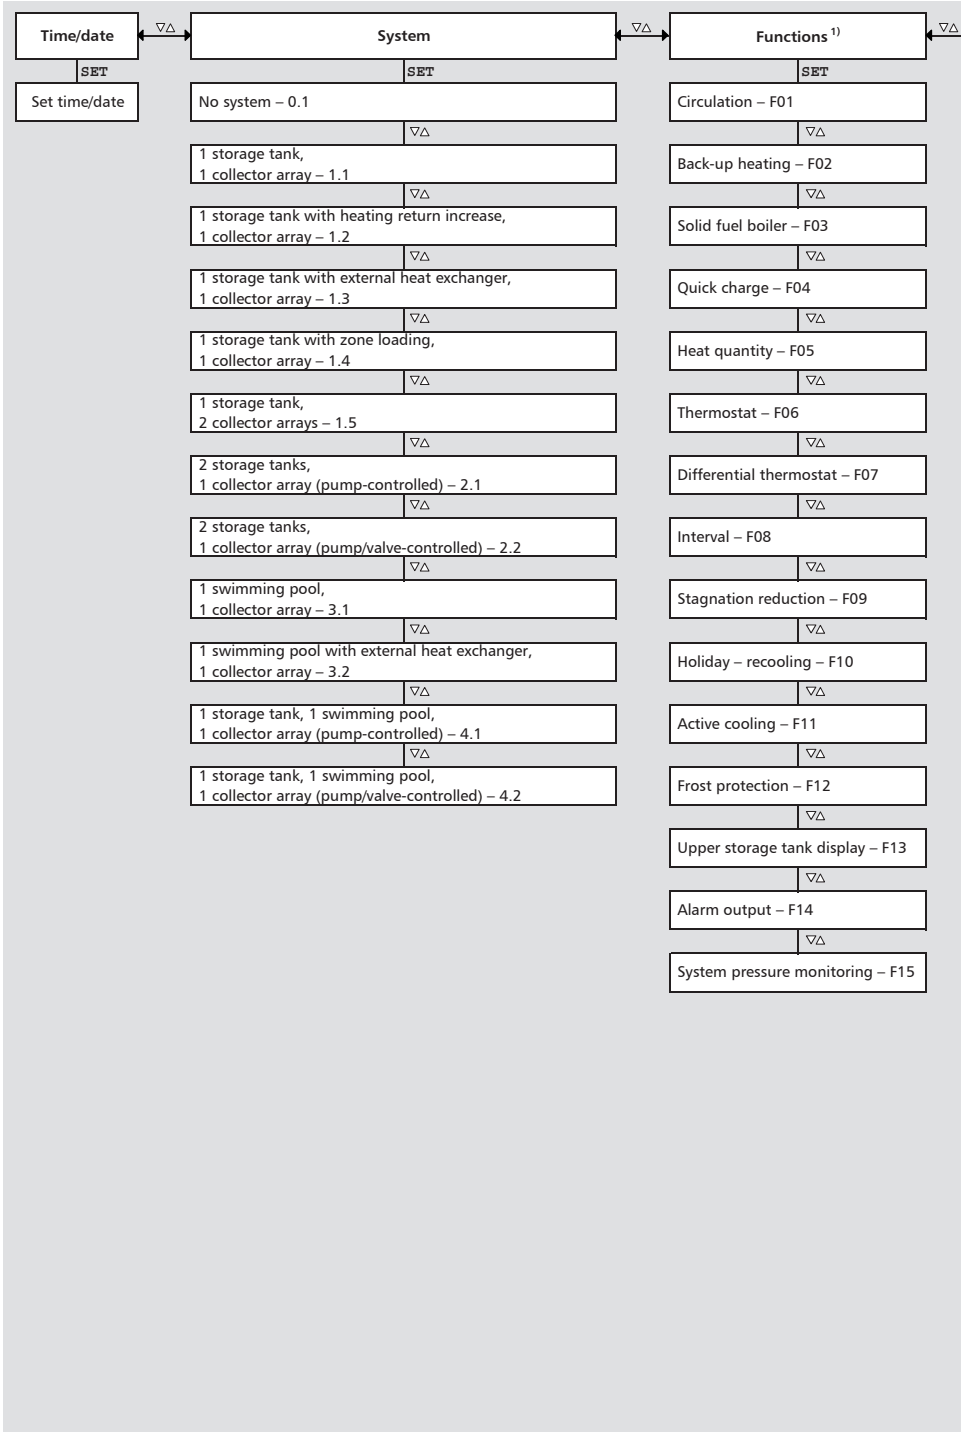 Time/date
▽△
System
▽△
Functions 1)
▽△
SET
Set time/date
SET
No system – 0.1
▽△
1 storage tank,
1 collector array – 1.1
▽△
1 storage tank with heating return increase,
1 collector array – 1.2
▽△
1 storage tank with external heat exchanger,
1 collector array – 1.3
▽△
1 storage tank with zone loading,
1 collector array – 1.4
▽△
1 storage tank,
2 collector arrays – 1.5
▽△
2 storage tanks,
1 collector array (pump-controlled) – 2.1
▽△
2 storage tanks,
1 collector array (pump/valve-controlled) – 2.2
▽△
1 swimming pool,
1 collector array – 3.1
▽△
1 swimming pool with external heat exchanger,
1 collector array – 3.2
▽△
1 storage tank, 1 swimming pool,
1 collector array (pump-controlled) – 4.1
▽△
1 storage tank, 1 swimming pool,
1 collector array (pump/valve-controlled) – 4.2
SET
Circulation – F01
▽△
Back-up heating – F02
▽△
Solid fuel boiler – F03
▽△
Quick charge – F04
▽△
Heat quantity – F05
▽△
Thermostat – F06
▽△
Differential thermostat – F07
▽△
Interval – F08
▽△
Stagnation reduction – F09
▽△
Holiday – recooling – F10
▽△
Active cooling – F11
▽△
Frost protection – F12
▽△
Upper storage tank display – F13
▽△
Alarm output – F14
▽△
System pressure monitoring – F15